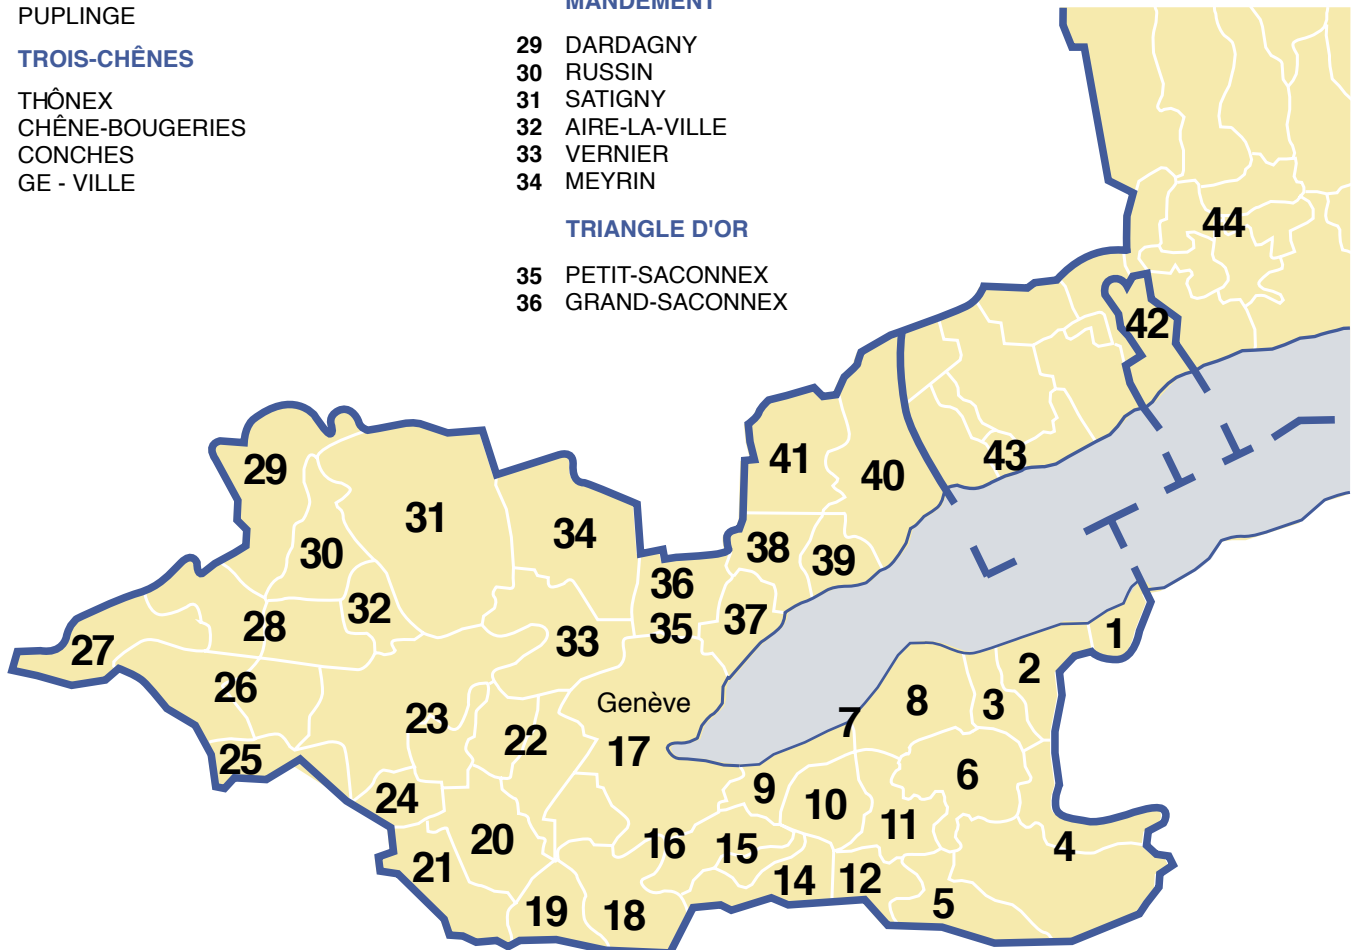 PUPLINGE
TROIS-CHÊNES
THÔNEX
CHÊNE-BOUGERIES
CONCHES
GE - VILLE
MANDEMENT
29 DARDAGNY
30 RUSSIN
31 SATIGNY
32 AIRE-LA-VILLE
33 VERNIER
34 MEYRIN
TRIANGLE D'OR
35 PETIT-SACONNEX
36 GRAND-SACONNEX
44
42
43
41
40
29
31
34
30
38
39
36
32
37
28
33
35
1
27
2
26
8
3
Genève
23
7
22
17
25
6
9
24
10
11
20
16
15
4
21
14
12
5
19
18